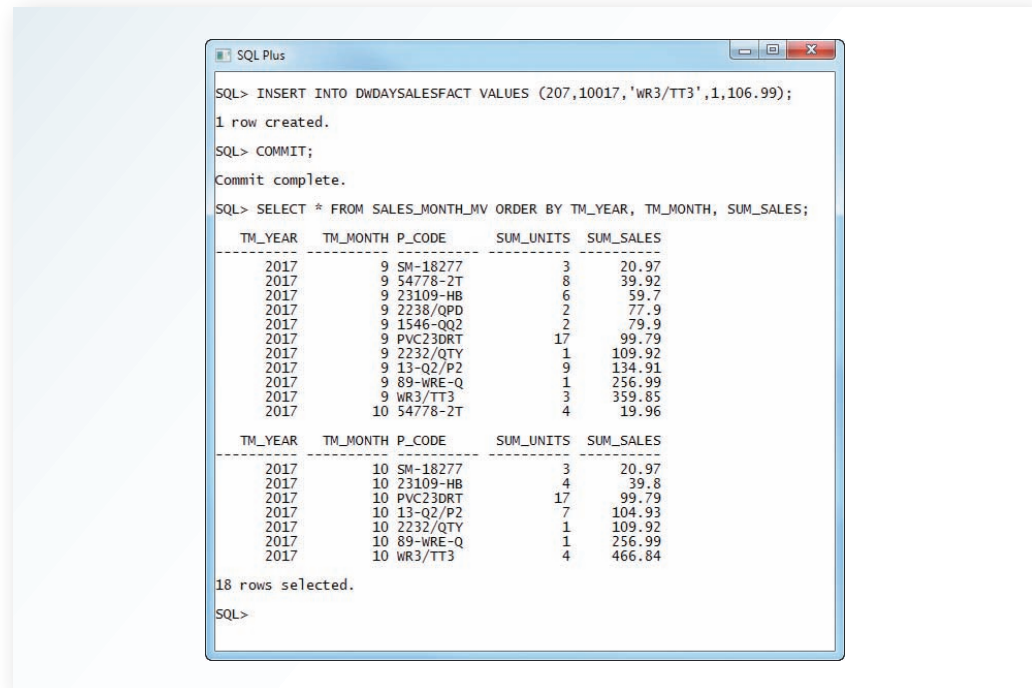 SQL Plus
SQL> INSERT INTO DWDAYSALESFACT VALUES (207,10017,'WR3/TT3',1,106.99);
1 row created.
SQL> COMMIT;
Commit complete.
SQL> SELECT * FROM SALES_MONTH_MV ORDER BY TM_YEAR, TM_MONTH, SUM_SALES;
TM_YEAR TM_MONTH P_CODE SUM_UNITS SUM_SALES
---------- ---------- ---------- ---------- ----------
2017 9 SM-18277 3 20.97
2017 9 54778-2T 8 39.92
2017 9 23109-HB 6 59.7
2017 9 2238/QPD 2 77.9
2017 9 1546-QQ2 2 79.9
2017 9 PVC23DRT 17 99.79
2017 9 2232/QTY 1 109.92
2017 9 13-Q2/P2 9 134.91
2017 9 89-WRE-Q 1 256.99
2017 9 WR3/TT3 3 359.85
2017 10 54778-2T 4 19.96
TM_YEAR TM_MONTH P_CODE SUM_UNITS SUM_SALES
---------- ---------- ---------- ---------- ----------
2017 10 SM-18277 3 20.97
2017 10 23109-HB 4 39.8
2017 10 PVC23DRT 17 99.79
2017 10 13-Q2/P2 7 104.93
2017 10 2232/QTY 1 109.92
2017 10 89-WRE-Q 1 256.99
2017 10 WR3/TT3 4 466.84
18 rows selected.
SQL>